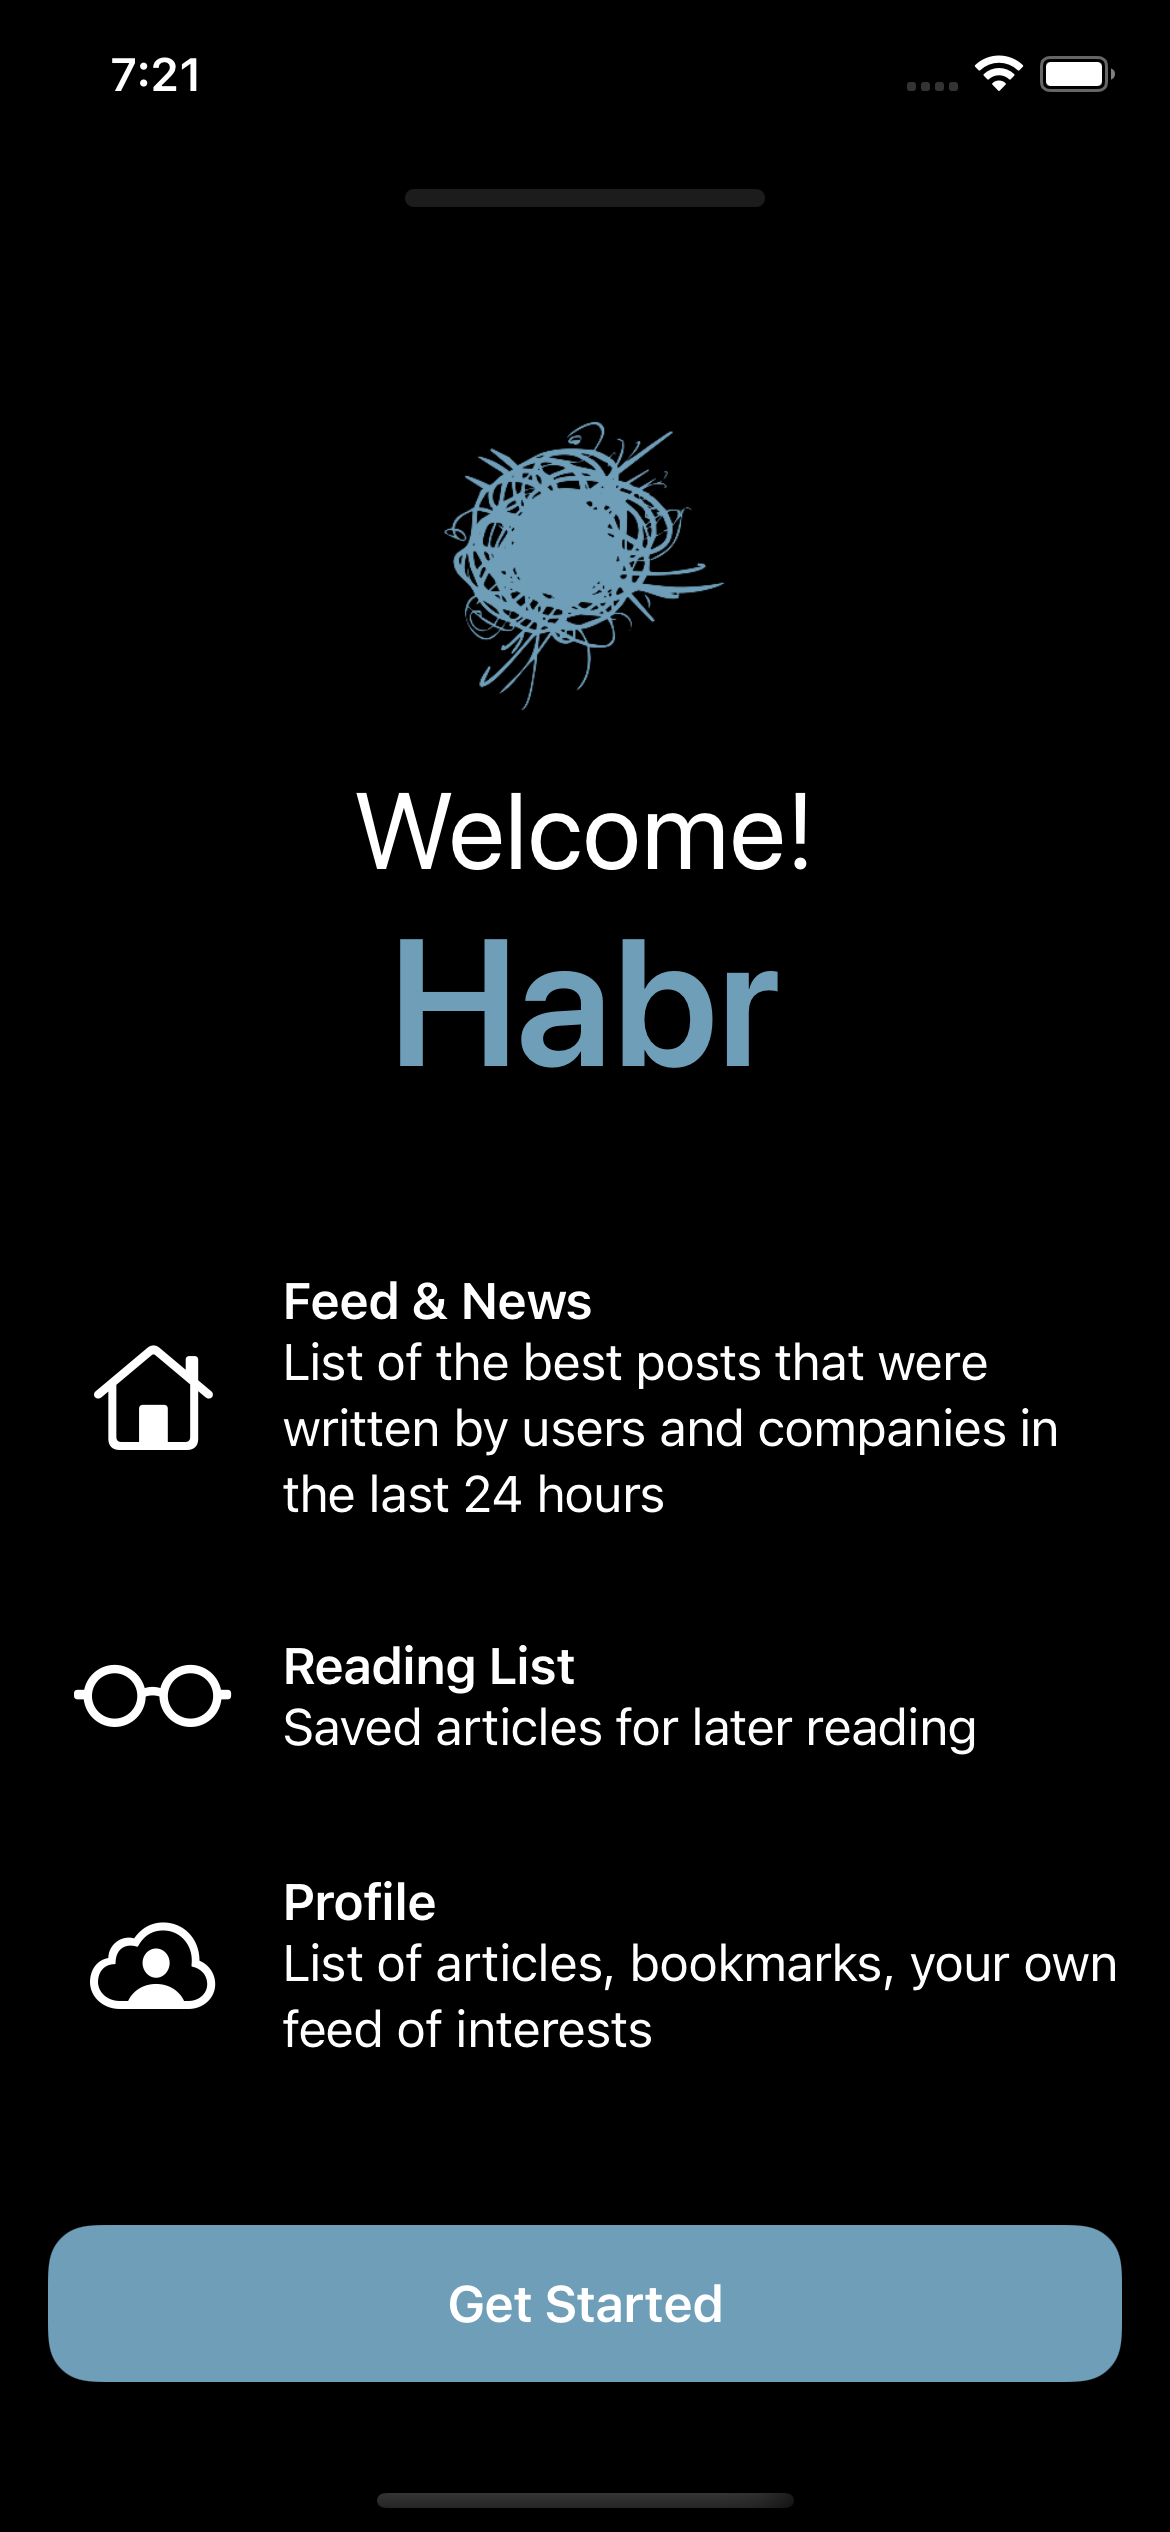 7:21
Welcome!
Habr
Feed & News
List of the best posts that were
written by users and companies in
the last 24 hours
Reading List
Saved articles for later reading
Profile
List of articles, bookmarks, your own
feed of interests
Get Started